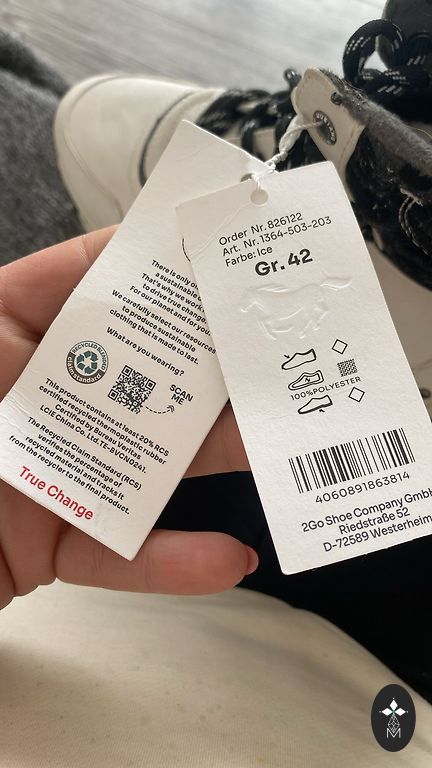 There is only o
a sustainable
That's why we work
to drive true change.
For our planet and for you.
We carefully select our resources
to produce sustainable
clothing that is made to last.
What are you wearing?
RECYCLED BLENDED
claim standard
SCAN
ME
This product contains at least 20% RCS
certified recycled thermoplastic rubber
Certified by Bureau Veritas
LCIE China Co. Ltd. TE-BVCN0241.
The Recycled Claim Standard (RCS)
verifies the percentage of
recycled material and tracks it
from the recycler to the final product.
True Change
Order Nr. 826122
Art. Nr. 1364-503-203
Farbe: Ice
Gr. 42
100% POLYESTER
4060891863814
2Go Shoe Company GmbH
Riedstraße 52
D-72589 Westerheim
M